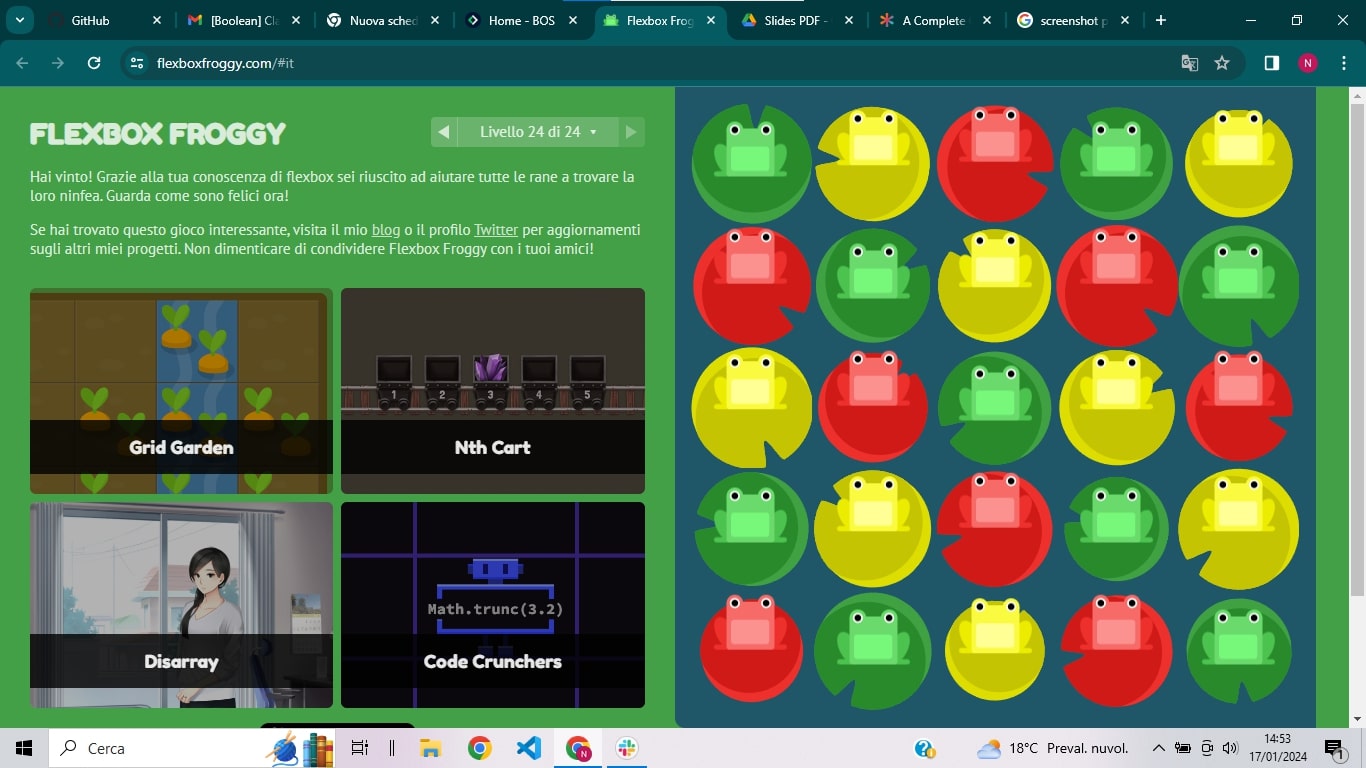 GitHub
[Boolean] Cl
Nuova sched
Home - BOS
Flexbox Frog
Slides PDF -
A Complete
screenshot p
flexboxfroggy.com/#it
N
FLEXBOX FROGGY
Livello 24 di 24
Hai vinto! Grazie alla tua conoscenza di flexbox sei riuscito ad aiutare tutte le rane a trovare la
loro ninfea. Guarda come sono felici ora!
Se hai trovato questo gioco interessante, visita il mio blog o il profilo Twitter per aggiornamenti
sugli altri miei progetti. Non dimenticare di condividere Flexbox Froggy con i tuoi amici!
1 2 3 4 5
Grid Garden
Nth Cart
Math.trunc(3.2)
Disarray
Code Crunchers
Cerca
N
18°C Preval. nuvol.
14:53
17/01/2024
1